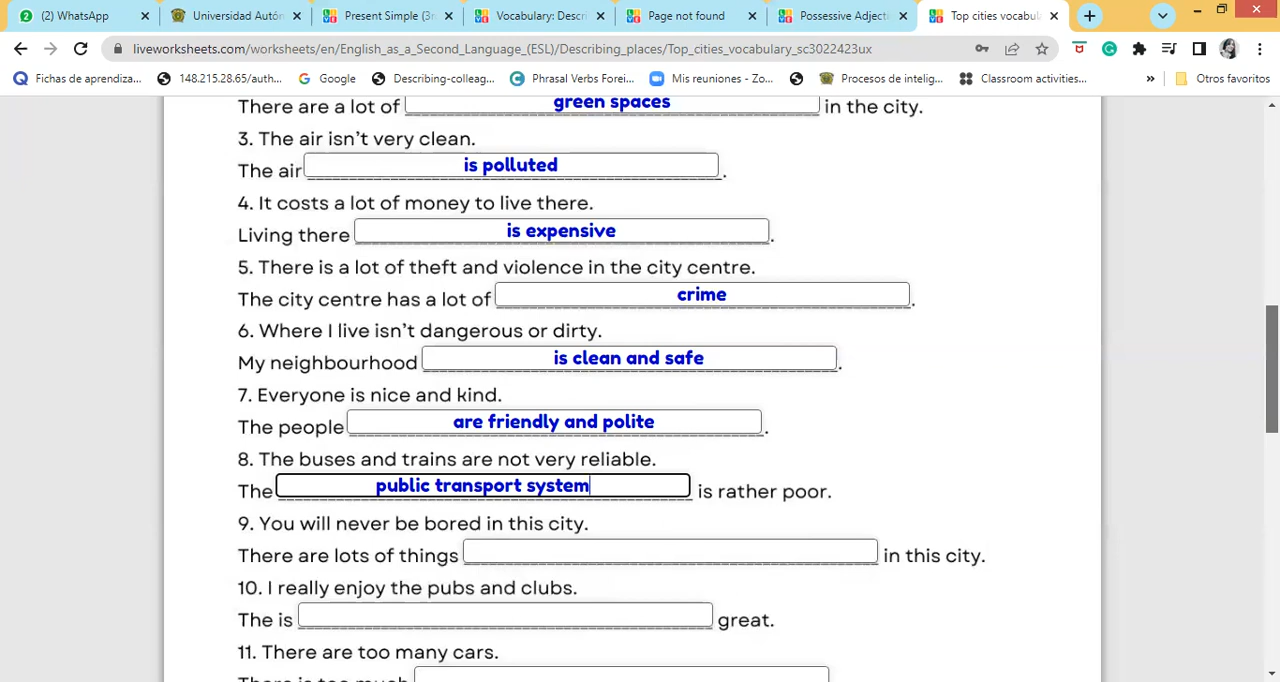 (2) WhatsApp
Universidad Autón
Present simple (3r
Vocabulary: Descri
Page not found
Possessive Adjecti
Top cities vocabul
liveworksheets.com/worksheets/en/English_as_a_Second_Language_(ESL)/Describing_places/Top_cities_vocabulary_sc3022423ux
Fichas de aprendiza...
148.215.28.65/auth...
Google
Describing-colleag...
Phrasal Verbs Forei...
Mis reuniones - Zo...
Procesos de intelig...
Classroom activities...
»
Otros favoritos
There are a lot of green spaces in the city.
3. The air isn't very clean.
The air is polluted.
4. It costs a lot of money to live there.
Living there is expensive.
5. There is a lot of theft and violence in the city centre.
The city centre has a lot of crime.
6. Where I live isn't dangerous or dirty.
My neighbourhood is clean and safe.
7. Everyone is nice and kind.
The people are friendly and polite.
8. The buses and trains are not very reliable.
The public transport system is rather poor.
9. You will never be bored in this city.
There are lots of things in this city.
10. I really enjoy the pubs and clubs.
The is great.
11. There are too many cars.
There is too much